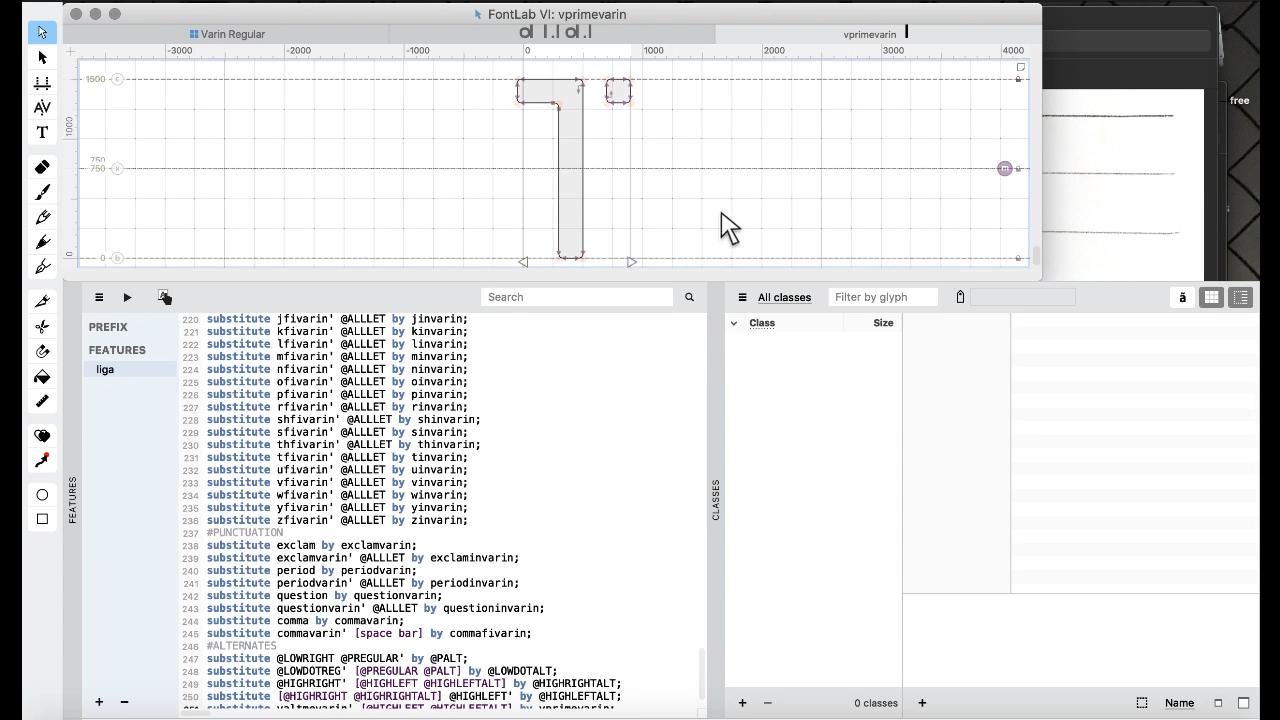 FontLab VI: vprimevarin
Varin Regular
vprimevarin
-3000 -2000 -1000 0 1000 2000 3000 4000
1500 c
1000
750
750 x
m
0
0 b
free
Search
All classes
Filter by glyph
ā
PREFIX
FEATURES
liga
Class Size
220 substitute jfivarin' @ALLLET by jinvarin;
221 substitute kfivarin' @ALLLET by kinvarin;
222 substitute lfivarin' @ALLLET by linvarin;
223 substitute mfivarin' @ALLLET by minvarin;
224 substitute nfivarin' @ALLLET by ninvarin;
225 substitute ofivarin' @ALLLET by oinvarin;
226 substitute pfivarin' @ALLLET by pinvarin;
227 substitute rfivarin' @ALLLET by rinvarin;
228 substitute shfivarin' @ALLLET by shinvarin;
229 substitute sfivarin' @ALLLET by sinvarin;
230 substitute thfivarin' @ALLLET by thinvarin;
231 substitute tfivarin' @ALLLET by tinvarin;
232 substitute ufivarin' @ALLLET by uinvarin;
233 substitute vfivarin' @ALLLET by vinvarin;
234 substitute wfivarin' @ALLLET by winvarin;
235 substitute yfivarin' @ALLLET by yinvarin;
236 substitute zfivarin' @ALLLET by zinvarin;
237 #PUNCTUATION
238 substitute exclam by exclamvarin;
239 substitute exclamvarin' @ALLLET by exclaminvarin;
240 substitute period by periodvarin;
241 substitute periodvarin' @ALLLET by periodinvarin;
242 substitute question by questionvarin;
243 substitute questionvarin' @ALLLET by questioninvarin;
244 substitute comma by commavarin;
245 substitute commavarin' [space bar] by commafivarin;
246 #ALTERNATES
247 substitute @LOWRIGHT @PREGULAR' by @PALT;
248 substitute @LOWDOTREG' [@PREGULAR @PALT] by @LOWDOTALT;
249 substitute @HIGHRIGHT' [@HIGHLEFT @HIGHLEFTALT] by @HIGHRIGHTALT;
250 substitute [@HIGHRIGHT @HIGHRIGHTALT] @HIGHLEFT' by @HIGHLEFTALT;
251 substitute valtmevarin' [@HIGHLEFT @HIGHLEFTALT] by vprimevarin;
FEATURES
CLASSES
0 classes
Name